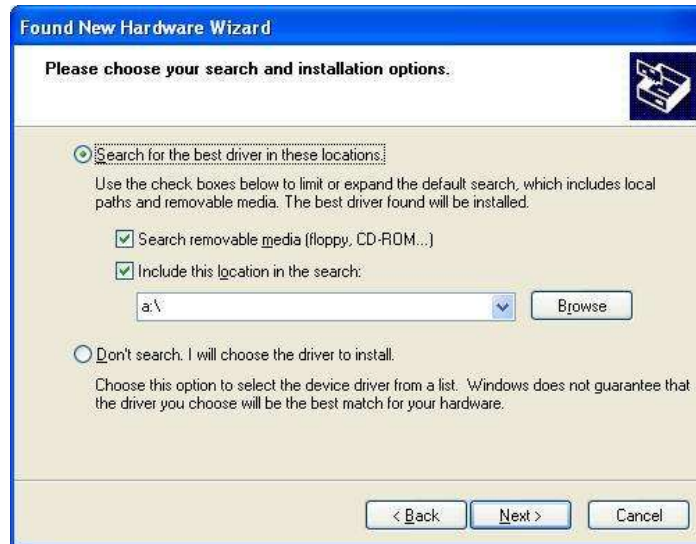 Found New Hardware Wizard
Please choose your search and installation options.
Search for the best driver in these locations.
Use the check boxes below to limit or expand the default search, which includes local
paths and removable media. The best driver found will be installed.
Search removable media (floppy, CD-ROM...)
Include this location in the search:
a:\
Browse
Don't search. I will choose the driver to install.
Choose this option to select the device driver from a list. Windows does not guarantee that
the driver you choose will be the best match for your hardware.
< Back Next > Cancel